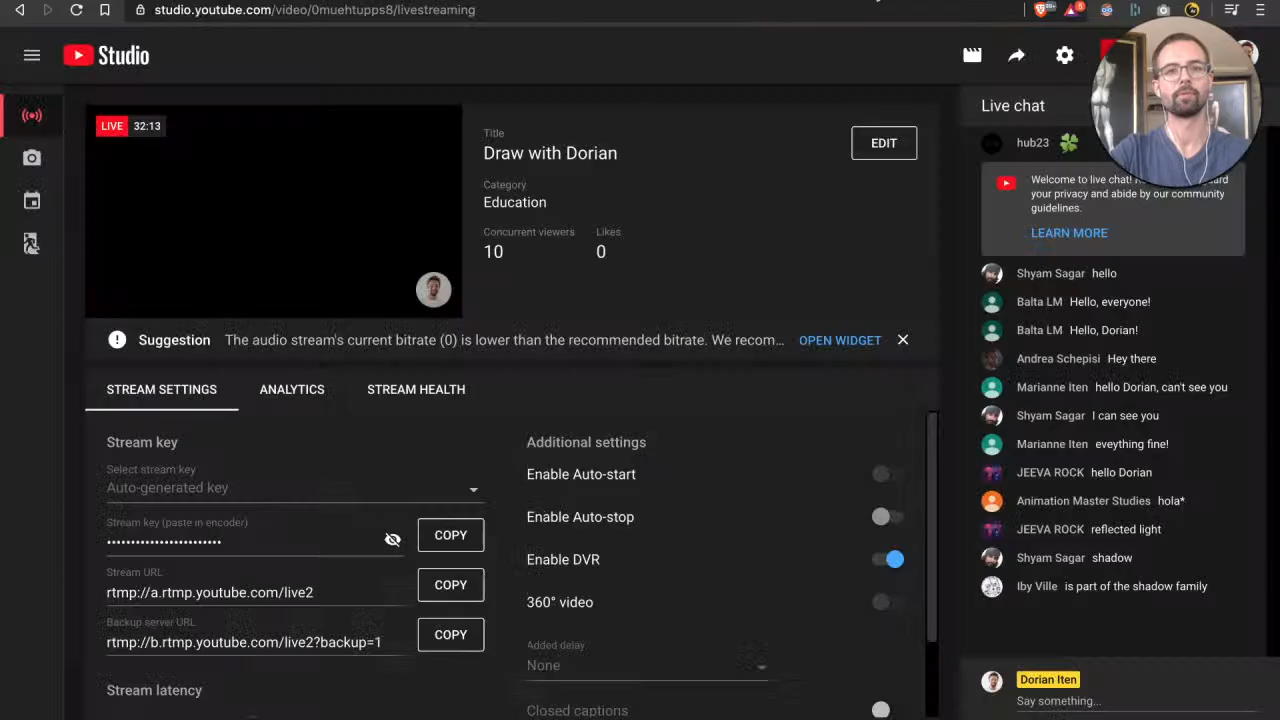 studio.youtube.com/video/0muehtupps8/livestreaming
Studio
LIVE 32:13
Title
Draw with Dorian
EDIT
Category
Education
Concurrent viewers
Likes
10
0
Suggestion The audio stream's current bitrate (0) is lower than the recommended bitrate. We recom... OPEN WIDGET
STREAM SETTINGS
ANALYTICS
STREAM HEALTH
Stream key
Select stream key
Auto-generated key
Stream key (paste in encoder)
COPY
Stream URL
rtmp://a.rtmp.youtube.com/live2
COPY
Backup server URL
rtmp://b.rtmp.youtube.com/live2?backup=1
COPY
Stream latency
Additional settings
Enable Auto-start
Enable Auto-stop
Enable DVR
360° video
Added delay
None
Closed captions
Live chat
hub23
Welcome to live chat!
your privacy and abide by our community
guidelines.
LEARN MORE
Shyam Sagar hello
Balta LM Hello, everyone!
Balta LM Hello, Dorian!
Andrea Schepisi Hey there
Marianne Iten hello Dorian, can't see you
Shyam Sagar I can see you
Marianne Iten eveything fine!
JEEVA ROCK hello Dorian
Animation Master Studies hola*
JEEVA ROCK reflected light
Shyam Sagar shadow
Iby Ville is part of the shadow family
Dorian Iten
Say something...